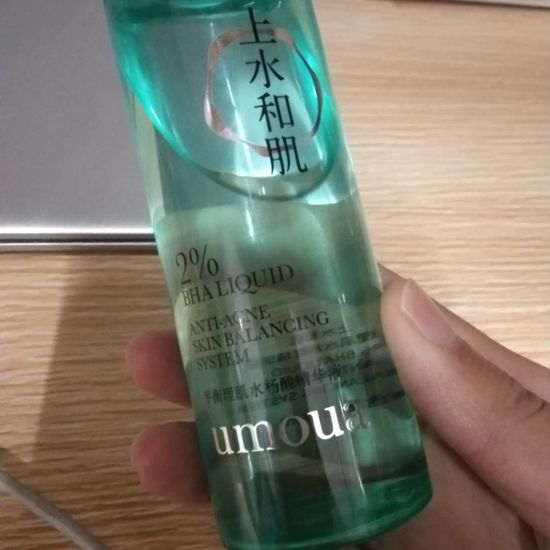 上水和肌
2%
BHA LIQUID
ANTI-ACNE
SKIN BALANCING
SYSTEM
平衡理肌水杨酸精华液
umoua